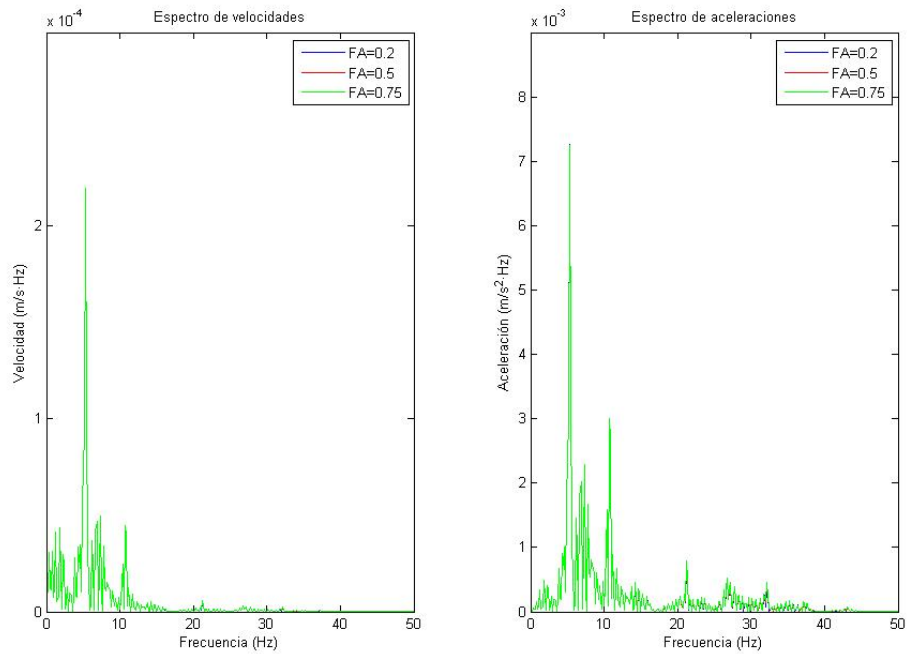 Espectro de velocidades
x 10-4
FA=0.2
FA=0.5
FA=0.75
2
1
0
Velocidad (m/s·Hz)
0 10 20 30 40 50
Frecuencia (Hz)
Espectro de aceleraciones
x 10-3
FA=0.2
FA=0.5
FA=0.75
8
7
6
5
4
3
2
1
0
Aceleración (m/s2·Hz)
0 10 20 30 40 50
Frecuencia (Hz)